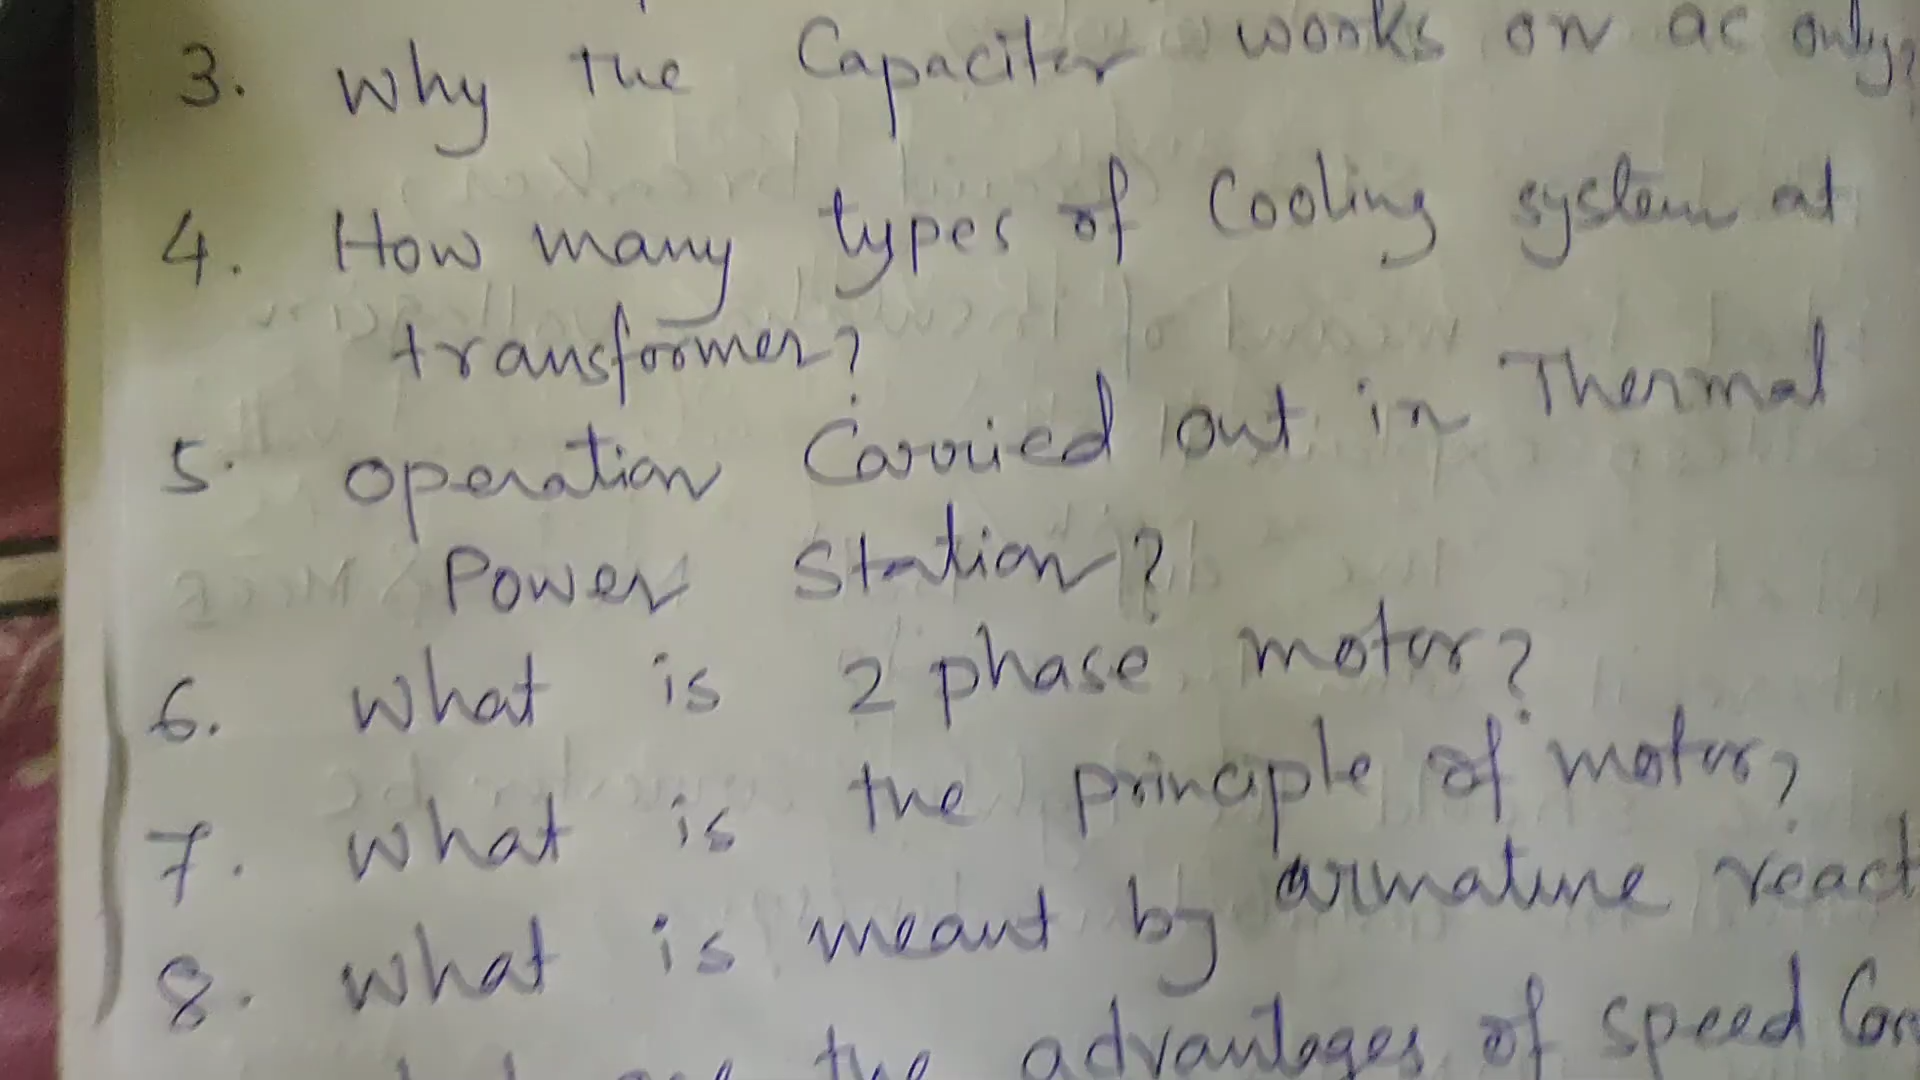 3. Why the Capacitor works on ac only?
4. How many types of Cooling system at
transformer?
5. Operation Carried out in Thermal
Power Station?
6. What is 2 phase motor?
7. What is the principle of motor?
8. What is meant by armature react
the advantages of speed Con